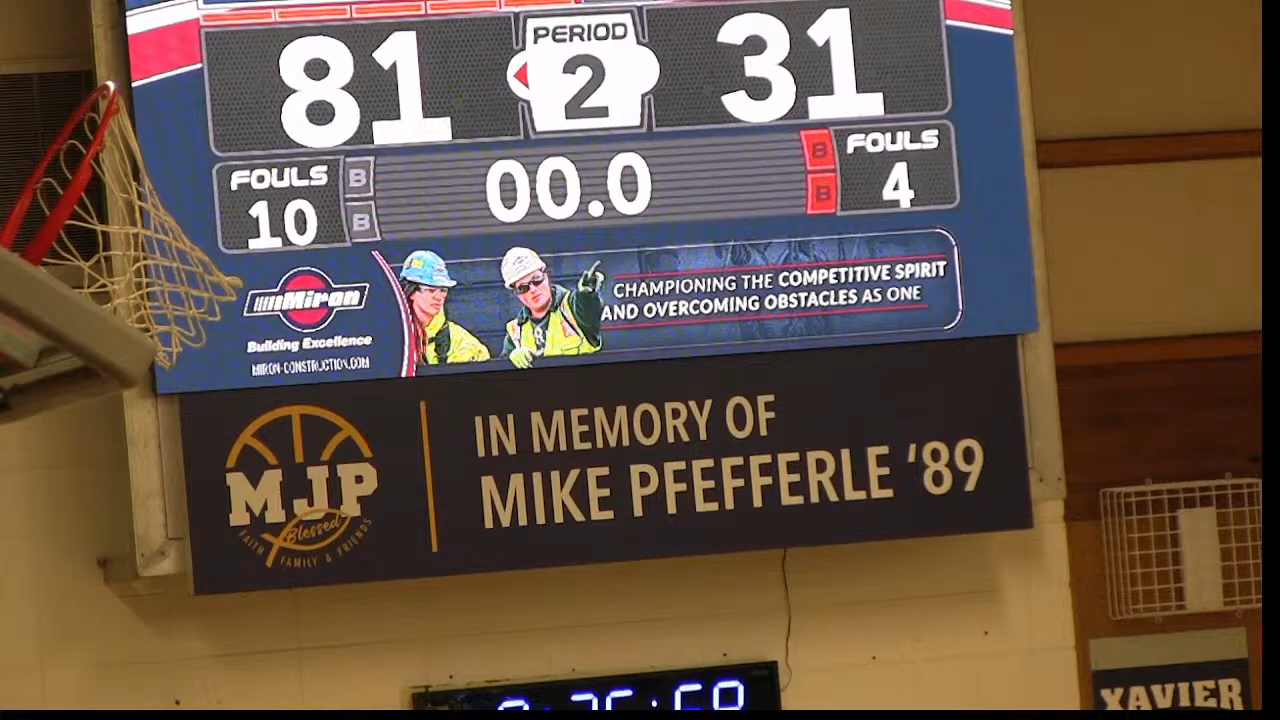 81 PERIOD 2 31
FOULS 10 B B 00.0 B B FOULS 4
Miron
Building Excellence
MIRON-CONSTRUCTION.COM
CHAMPIONING THE COMPETITIVE SPIRIT
AND OVERCOMING OBSTACLES AS ONE
MJP
Blessed
FAITH FAMILY & FRIENDS
IN MEMORY OF
MIKE PFEFFERLE '89
XAVIER